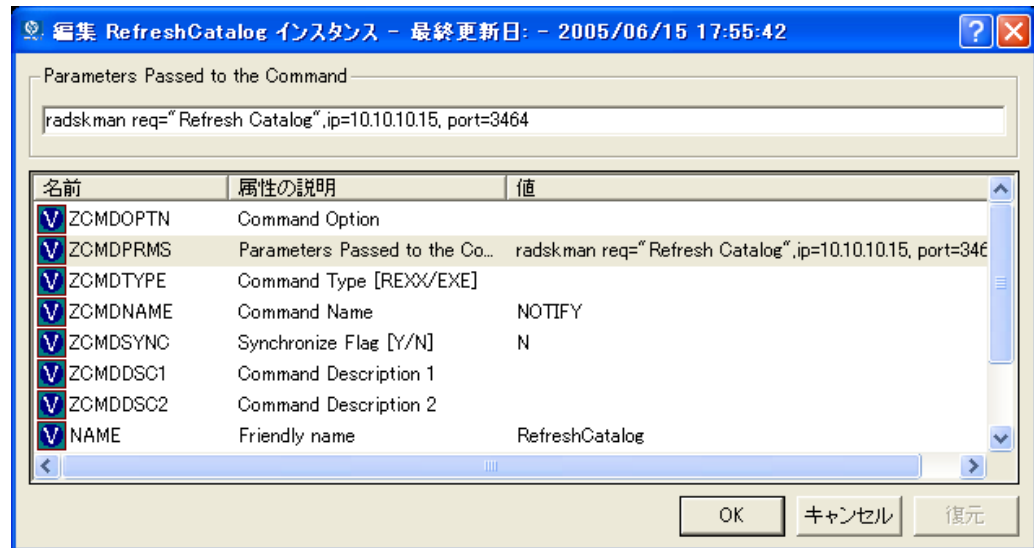 編集 RefreshCatalog インスタンス - 最終更新日: - 2005/06/15 17:55:42
Parameters Passed to the Command
radskman req="Refresh Catalog",ip=10.10.10.15, port=3464
名前 属性の説明 値
V ZCMDOPTN Command Option
V ZCMDPRMS Parameters Passed to the Co... radskman req="Refresh Catalog",ip=10.10.10.15, port=346
V ZCMDTYPE Command Type [REXX/EXE]
V ZCMDNAME Command Name NOTIFY
V ZCMDSYNC Synchronize Flag [Y/N] N
V ZCMDDSC1 Command Description 1
V ZCMDDSC2 Command Description 2
V NAME Friendly name RefreshCatalog
OK キャンセル 復元